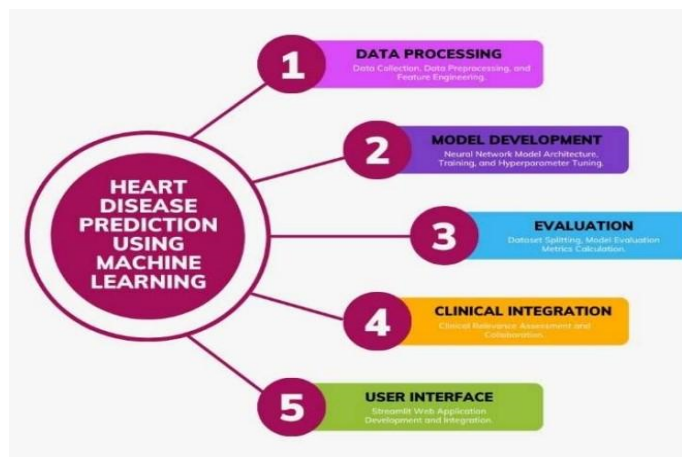 HEART
DISEASE
PREDICTION
USING
MACHINE
LEARNING
1
DATA PROCESSING
Data Collection, Data Preprocessing, and
Feature Engineering.
2
MODEL DEVELOPMENT
Neural Network Model Architecture,
Training, and Hyperparameter Tuning.
3
EVALUATION
Dataset Splitting, Model Evaluation
Metrics Calculation.
4
CLINICAL INTEGRATION
Clinical Relevance Assessment and
Collaboration.
5
USER INTERFACE
Streamlit Web Application
Development and Integration.